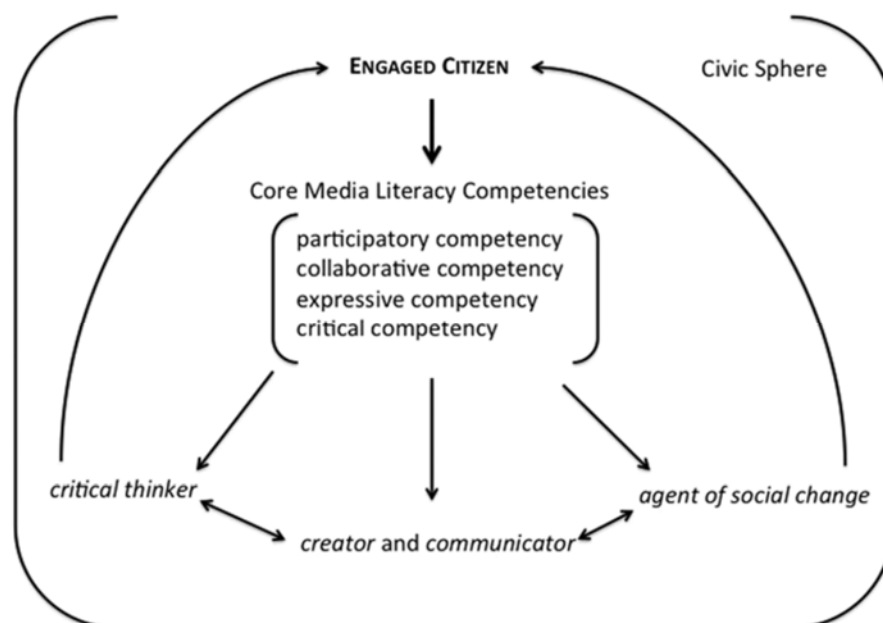 ENGAGED CITIZEN
Civic Sphere
Core Media Literacy Competencies
participatory competency
collaborative competency
expressive competency
critical competency
critical thinker
agent of social change
creator and communicator